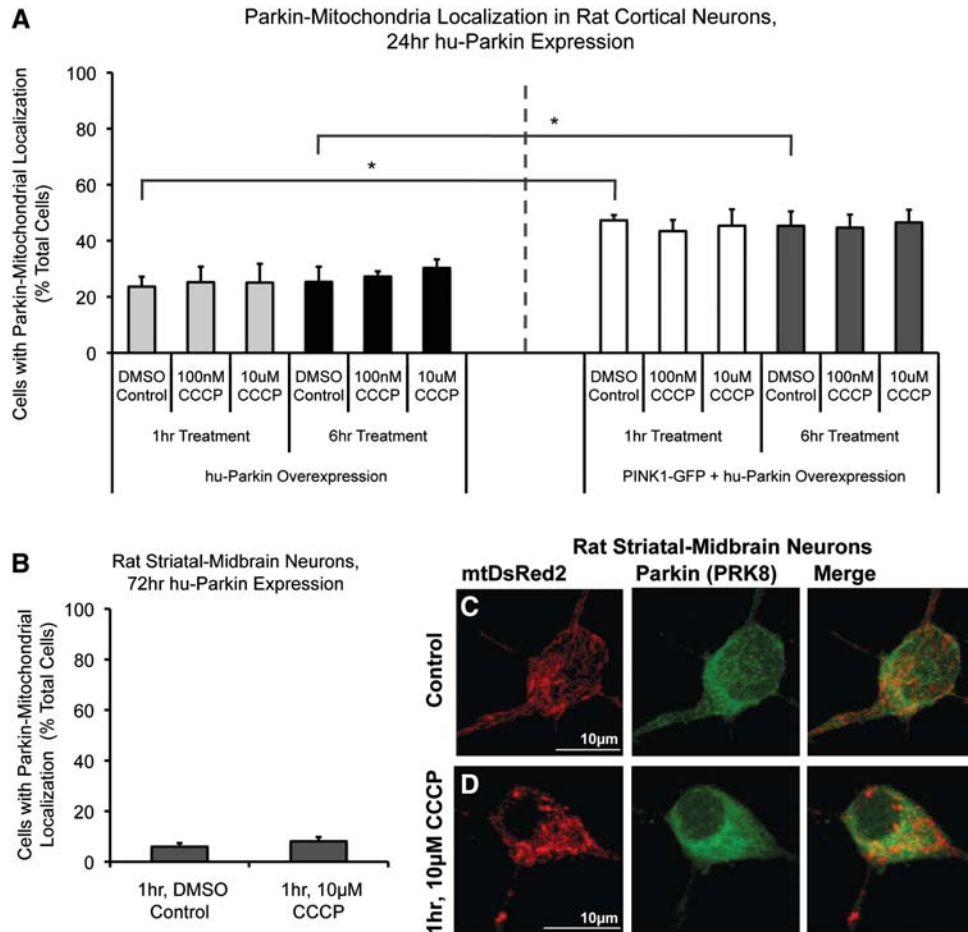 A
Parkin-Mitochondria Localization in Rat Cortical Neurons,
24hr hu-Parkin Expression
Cells with Parkin-Mitochondrial Localization
(% Total Cells)
100
80
60
40
20
0
*
*
DMSO Control
100nM CCCP
10uM CCCP
DMSO Control
100nM CCCP
10uM CCCP
DMSO Control
100nM CCCP
10uM CCCP
DMSO Control
100nM CCCP
10uM CCCP
1hr Treatment
6hr Treatment
1hr Treatment
6hr Treatment
hu-Parkin Overexpression
PINK1-GFP + hu-Parkin Overexpression
B
Rat Striatal-Midbrain Neurons,
72hr hu-Parkin Expression
Cells with Parkin-Mitochondrial
Localization (% Total Cells)
100
80
60
40
20
0
1hr, DMSO
Control
1hr, 10µM
CCCP
Rat Striatal-Midbrain Neurons
mtDsRed2
Parkin (PRK8)
Merge
C
Control
10µm
D
1hr, 10µM CCCP
10µm